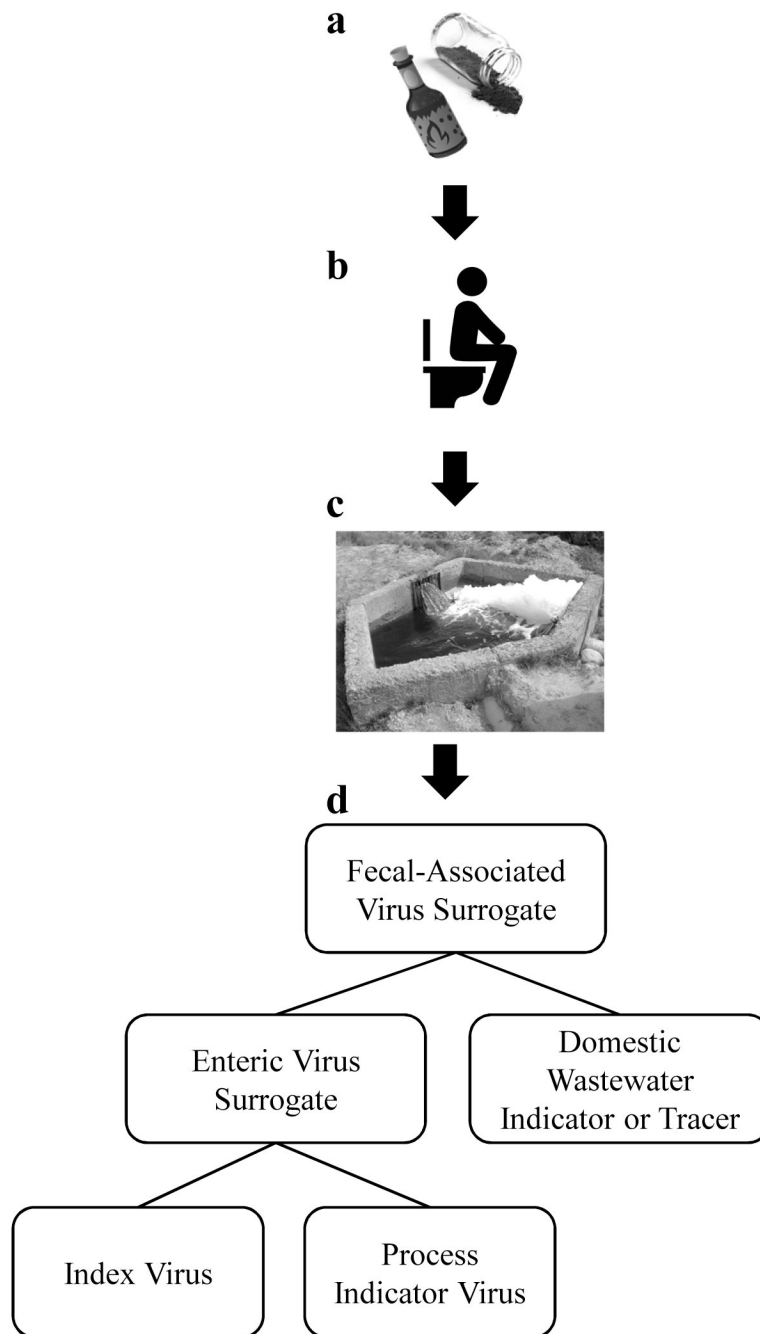 a
b
c
d
Fecal-Associated
Virus Surrogate
Enteric Virus
Surrogate
Domestic
Wastewater
Indicator or Tracer
Index Virus
Process
Indicator Virus